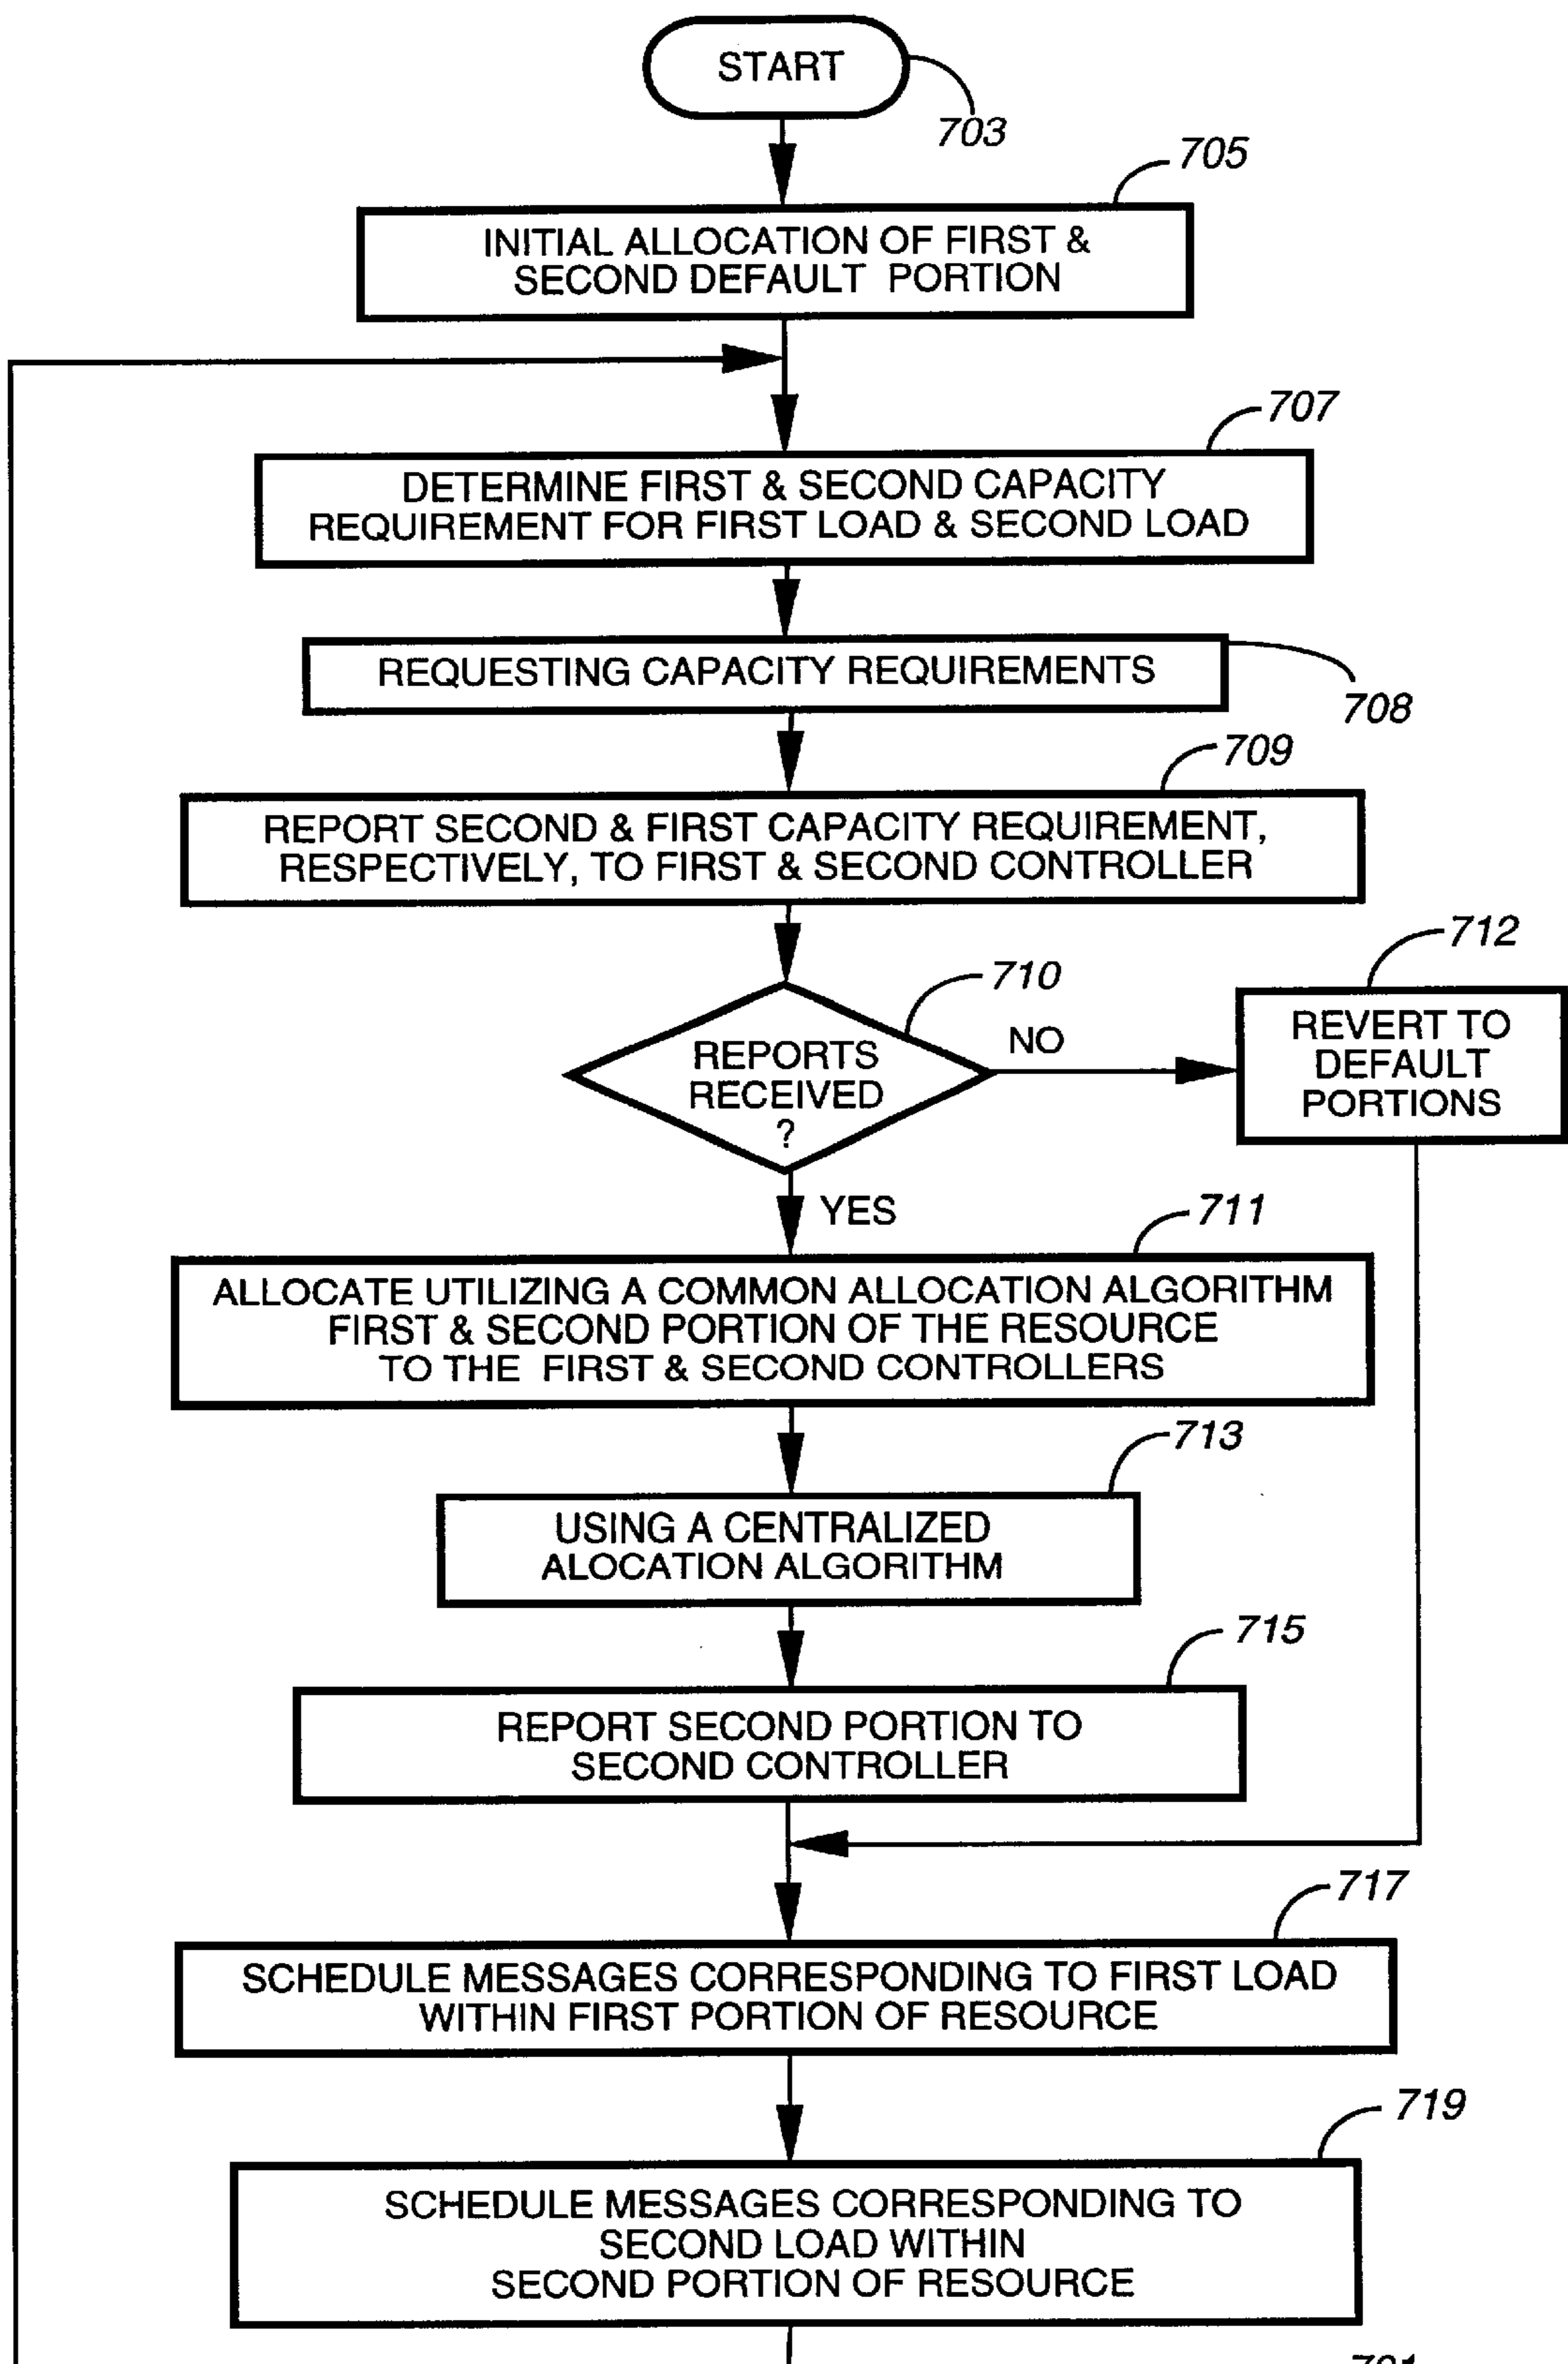 START
703
705
INITIAL ALLOCATION OF FIRST &
SECOND DEFAULT PORTION
707
DETERMINE FIRST & SECOND CAPACITY
REQUIREMENT FOR FIRST LOAD & SECOND LOAD
REQUESTING CAPACITY REQUIREMENTS
708
709
REPORT SECOND & FIRST CAPACITY REQUIREMENT,
RESPECTIVELY, TO FIRST & SECOND CONTROLLER
710
REPORTS
RECEIVED
?
NO
712
REVERT TO
DEFAULT
PORTIONS
YES
711
ALLOCATE UTILIZING A COMMON ALLOCATION ALGORITHM
FIRST & SECOND PORTION OF THE RESOURCE
TO THE FIRST & SECOND CONTROLLERS
713
USING A CENTRALIZED
ALOCATION ALGORITHM
715
REPORT SECOND PORTION TO
SECOND CONTROLLER
717
SCHEDULE MESSAGES CORRESPONDING TO FIRST LOAD
WITHIN FIRST PORTION OF RESOURCE
719
SCHEDULE MESSAGES CORRESPONDING TO
SECOND LOAD WITHIN
SECOND PORTION OF RESOURCE